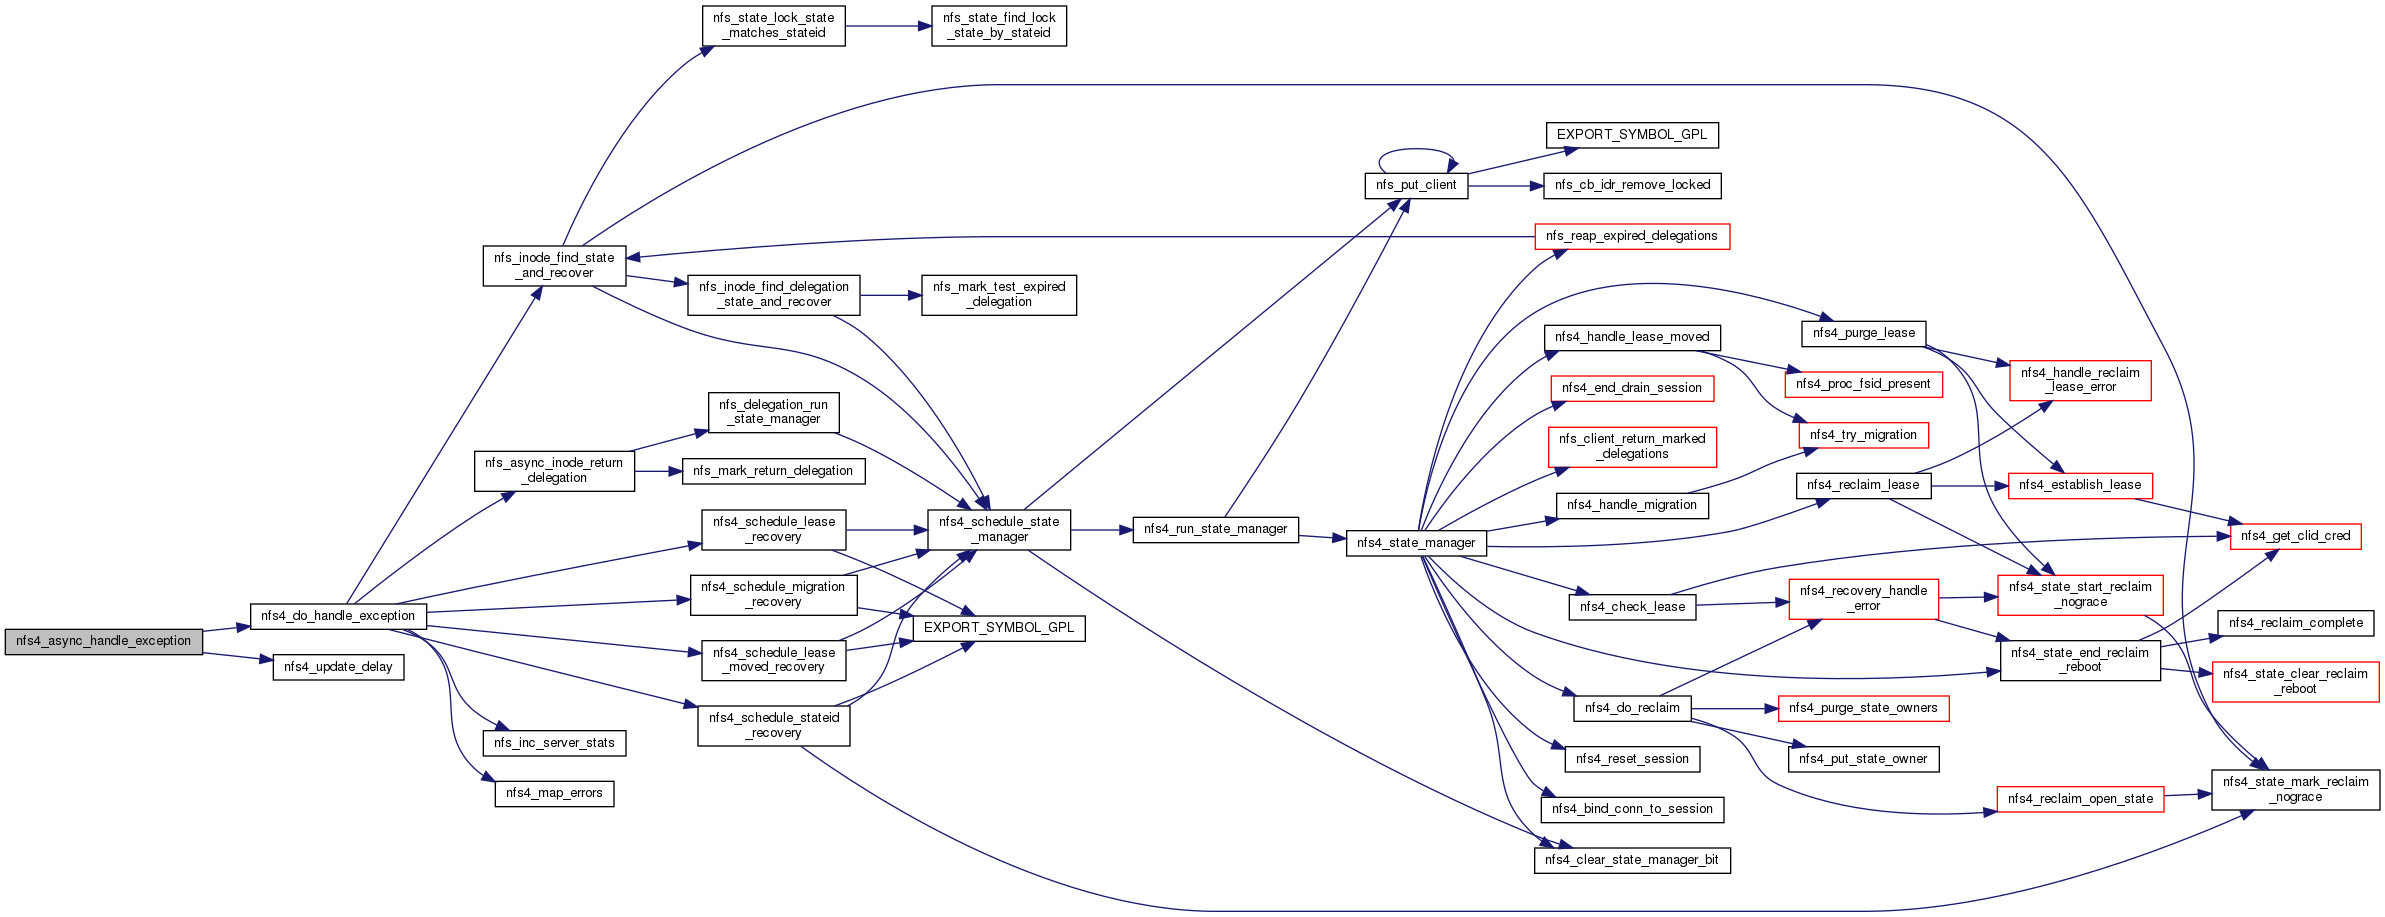 nfs4_async_handle_exception
nfs4_do_handle_exception
nfs4_update_delay
nfs_inode_find_state
_and_recover
nfs_async_inode_return
_delegation
nfs_inc_server_stats
nfs4_map_errors
nfs_state_lock_state
_matches_stateid
nfs_inode_find_delegation
_state_and_recover
nfs_delegation_run
_state_manager
nfs_mark_return_delegation
nfs4_schedule_lease
_recovery
nfs4_schedule_migration
_recovery
nfs4_schedule_lease
_moved_recovery
nfs4_schedule_stateid
_recovery
nfs_state_find_lock
_state_by_stateid
nfs_mark_test_expired
_delegation
nfs4_schedule_state
_manager
EXPORT_SYMBOL_GPL
nfs4_run_state_manager
nfs_put_client
nfs4_state_manager
EXPORT_SYMBOL_GPL
nfs_cb_idr_remove_locked
nfs_reap_expired_delegations
nfs4_handle_lease_moved
nfs4_end_drain_session
nfs_client_return_marked
_delegations
nfs4_handle_migration
nfs4_check_lease
nfs4_do_reclaim
nfs4_reset_session
nfs4_bind_conn_to_session
nfs4_clear_state_manager_bit
nfs4_purge_lease
nfs4_proc_fsid_present
nfs4_try_migration
nfs4_reclaim_lease
nfs4_recovery_handle
_error
nfs4_purge_state_owners
nfs4_put_state_owner
nfs4_handle_reclaim
_lease_error
nfs4_establish_lease
nfs4_state_start_reclaim
_nograce
nfs4_state_end_reclaim
_reboot
nfs4_reclaim_open_state
nfs4_get_clid_cred
nfs4_reclaim_complete
nfs4_state_clear_reclaim
_reboot
nfs4_state_mark_reclaim
_nograce